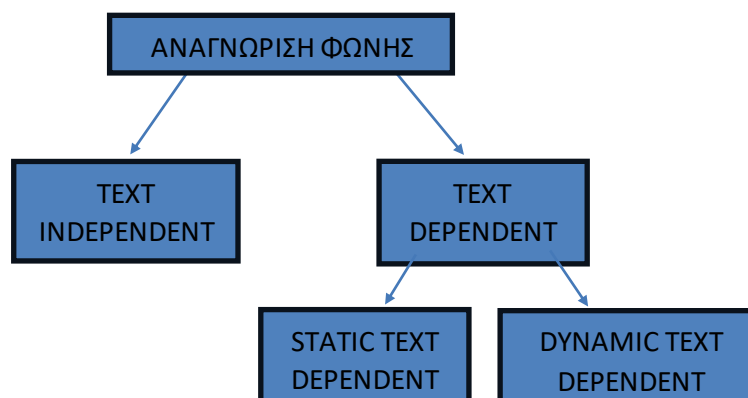 ΑΝΑΓΝΩΡΙΣΗ ΦΩΝΗΣ
TEXT
INDEPENDENT
TEXT
DEPENDENT
STATIC TEXT
DEPENDENT
DYNAMIC TEXT
DEPENDENT